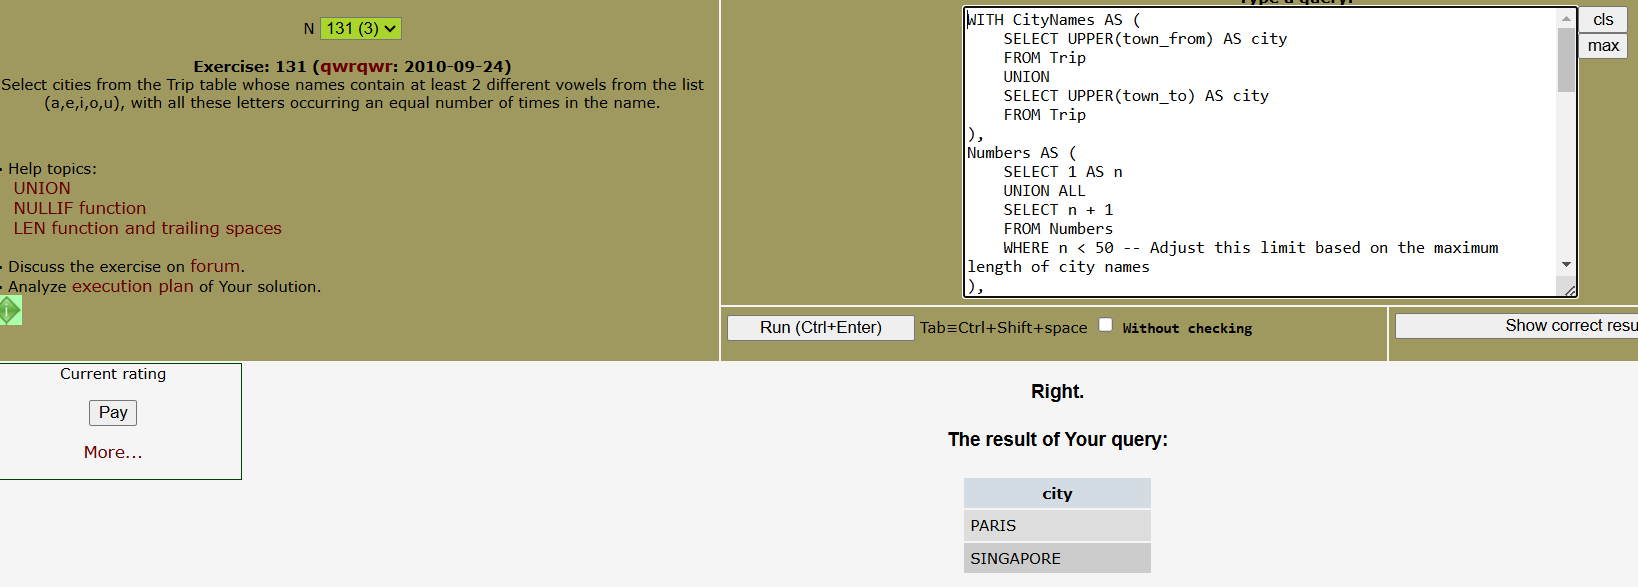 N 131 (3)
Exercise: 131 (qwrqwr: 2010-09-24)
Select cities from the Trip table whose names contain at least 2 different vowels from the list
(a,e,i,o,u), with all these letters occurring an equal number of times in the name.
· Help topics:
UNION
NULLIF function
LEN function and trailing spaces
· Discuss the exercise on forum.
· Analyze execution plan of Your solution.
Type a query:
WITH CityNames AS (
SELECT UPPER(town_from) AS city
FROM Trip
UNION
SELECT UPPER(town_to) AS city
FROM Trip
),
Numbers AS (
SELECT 1 AS n
UNION ALL
SELECT n + 1
FROM Numbers
WHERE n < 50 -- Adjust this limit based on the maximum
length of city names
),
cls
max
Run (Ctrl+Enter) Tab≡Ctrl+Shift+space Without checking
Show correct resu
Current rating
Pay
More...
Right.
The result of Your query:
city
PARIS
SINGAPORE